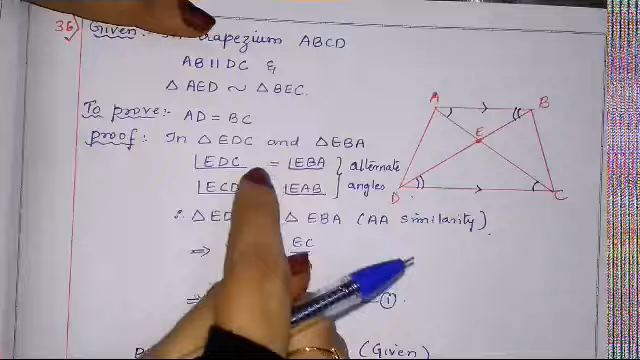 36 Given: In trapezium ABCD
AB || DC &
△ AED ~ △ BEC.
To prove: AD = BC
Proof: In △ EDC and △ EBA
∠EDC = ∠EBA } alternate
∠ECD ∠EAB } angles
∴ △ ED △ EBA (AA similarity)
⇒ EC
⇒ — ①.
(Given)
A
B
E
D
C